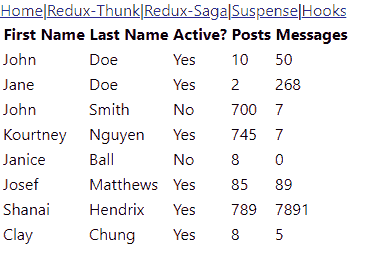 Home|Redux-Thunk|Redux-Saga|Suspense|Hooks
First Name Last Name Active? Posts Messages
John Doe Yes 10 50
Jane Doe Yes 2 268
John Smith No 700 7
Kourtney Nguyen Yes 745 7
Janice Ball No 8 0
Josef Matthews Yes 85 89
Shanai Hendrix Yes 789 7891
Clay Chung Yes 8 5